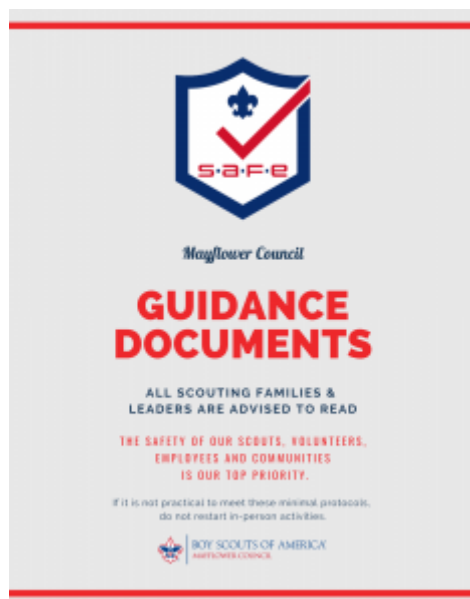 s·a·f·e
Mayflower Council
GUIDANCE
DOCUMENTS
ALL SCOUTING FAMILIES &
LEADERS ARE ADVISED TO READ
THE SAFETY OF OUR SCOUTS, VOLUNTEERS,
EMPLOYEES AND COMMUNITIES
IS OUR TOP PRIORITY.
If it is not practical to meet these minimal protocols,
do not restart in-person activities.
BOY SCOUTS OF AMERICA®
MAYFLOWER COUNCIL